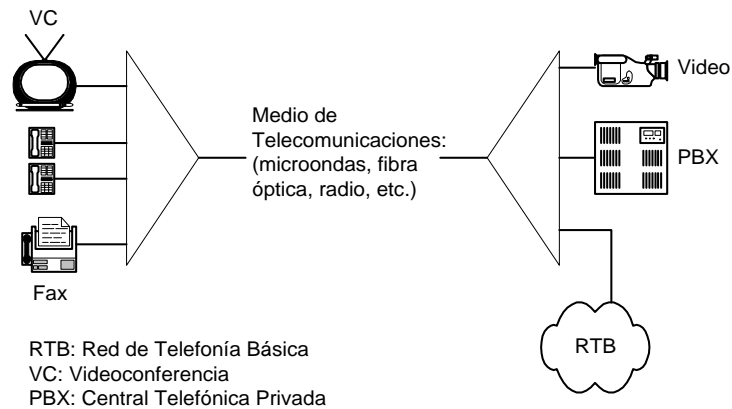 VC
Fax
Medio de
Telecomunicaciones:
(microondas, fibra
óptica, radio, etc.)
Video
PBX
RTB
RTB: Red de Telefonía Básica
VC: Videoconferencia
PBX: Central Telefónica Privada